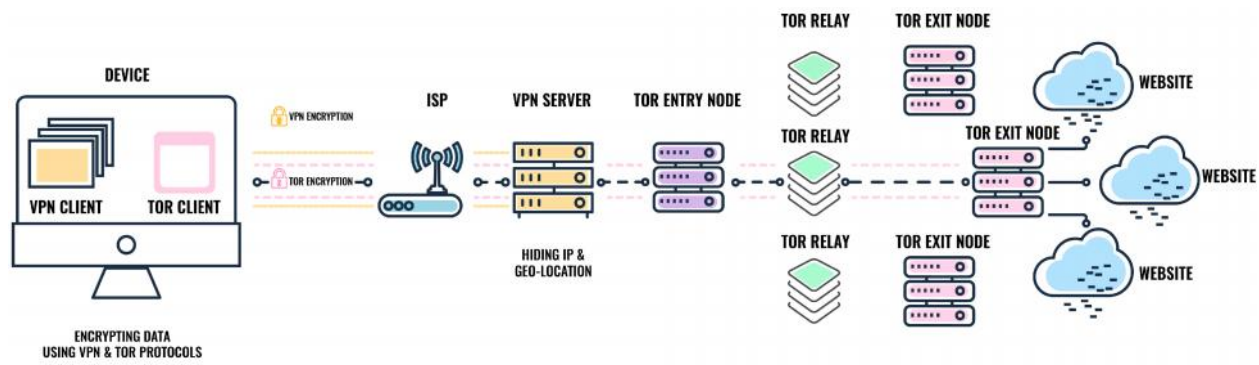 TOR RELAY
TOR EXIT NODE
DEVICE
ISP
VPN SERVER
TOR ENTRY NODE
WEBSITE
VPN ENCRYPTION
TOR RELAY
TOR EXIT NODE
TOR ENCRYPTION
WEBSITE
VPN CLIENT
TOR CLIENT
TOR RELAY
TOR EXIT NODE
HIDING IP &
GEO-LOCATION
WEBSITE
ENCRYPTING DATA
USING VPN & TOR PROTOCOLS